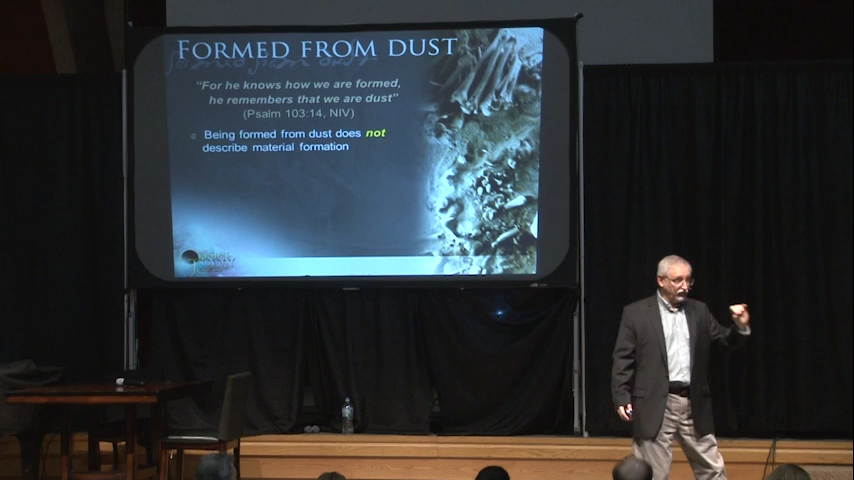 FORMED FROM DUST
"For he knows how we are formed,
he remembers that we are dust"
(Psalm 103:14, NIV)
Being formed from dust does not
describe material formation